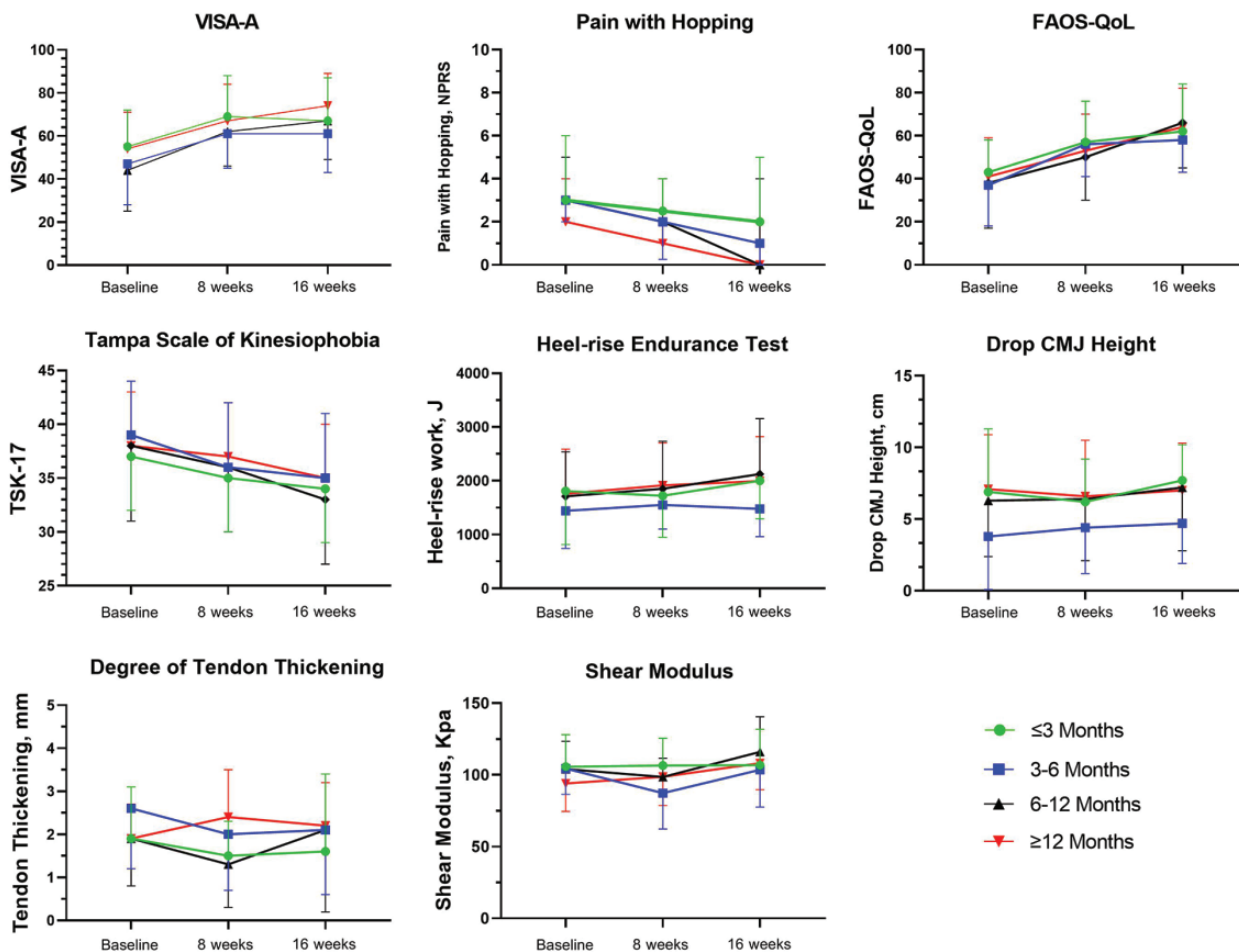 VISA-A
VISA-A
100
80
60
40
20
0
Baseline
8 weeks
16 weeks
Pain with Hopping
Pain with Hopping, NPRS
10
8
6
4
2
0
Baseline
8 weeks
16 weeks
FAOS-QoL
FAOS-QoL
100
80
60
40
20
0
Baseline
8 weeks
16 weeks
Tampa Scale of Kinesiophobia
TSK-17
45
40
35
30
25
Baseline
8 weeks
16 weeks
Heel-rise Endurance Test
Heel-rise work, J
4000
3000
2000
1000
0
Baseline
8 weeks
16 weeks
Drop CMJ Height
Drop CMJ Height, cm
15
10
5
0
Baseline
8 weeks
16 weeks
Degree of Tendon Thickening
Tendon Thickening, mm
5
4
3
2
1
0
Baseline
8 weeks
16 weeks
Shear Modulus
Shear Modulus, Kpa
150
100
50
0
Baseline
8 weeks
16 weeks
≤3 Months
3-6 Months
6-12 Months
≥12 Months